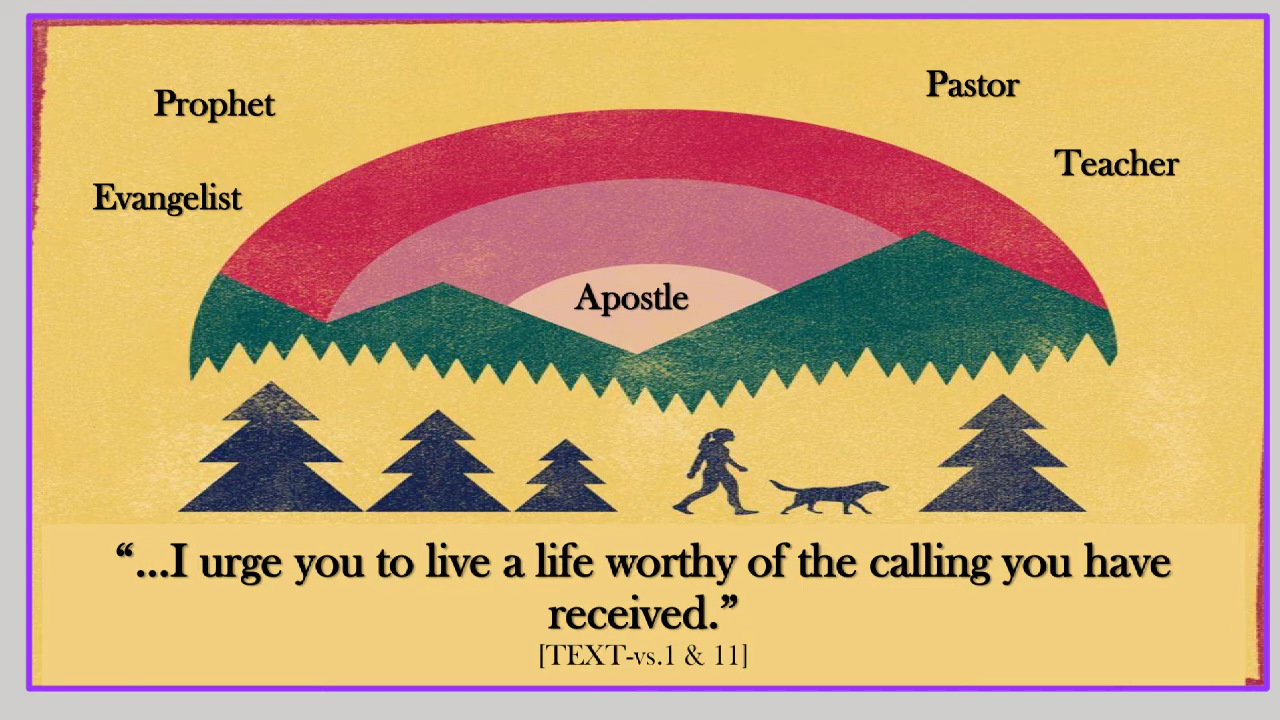 Prophet
Pastor
Evangelist
Teacher
Apostle
“...I urge you to live a life worthy of the calling you have
received.”
[TEXT-vs.1 & 11]